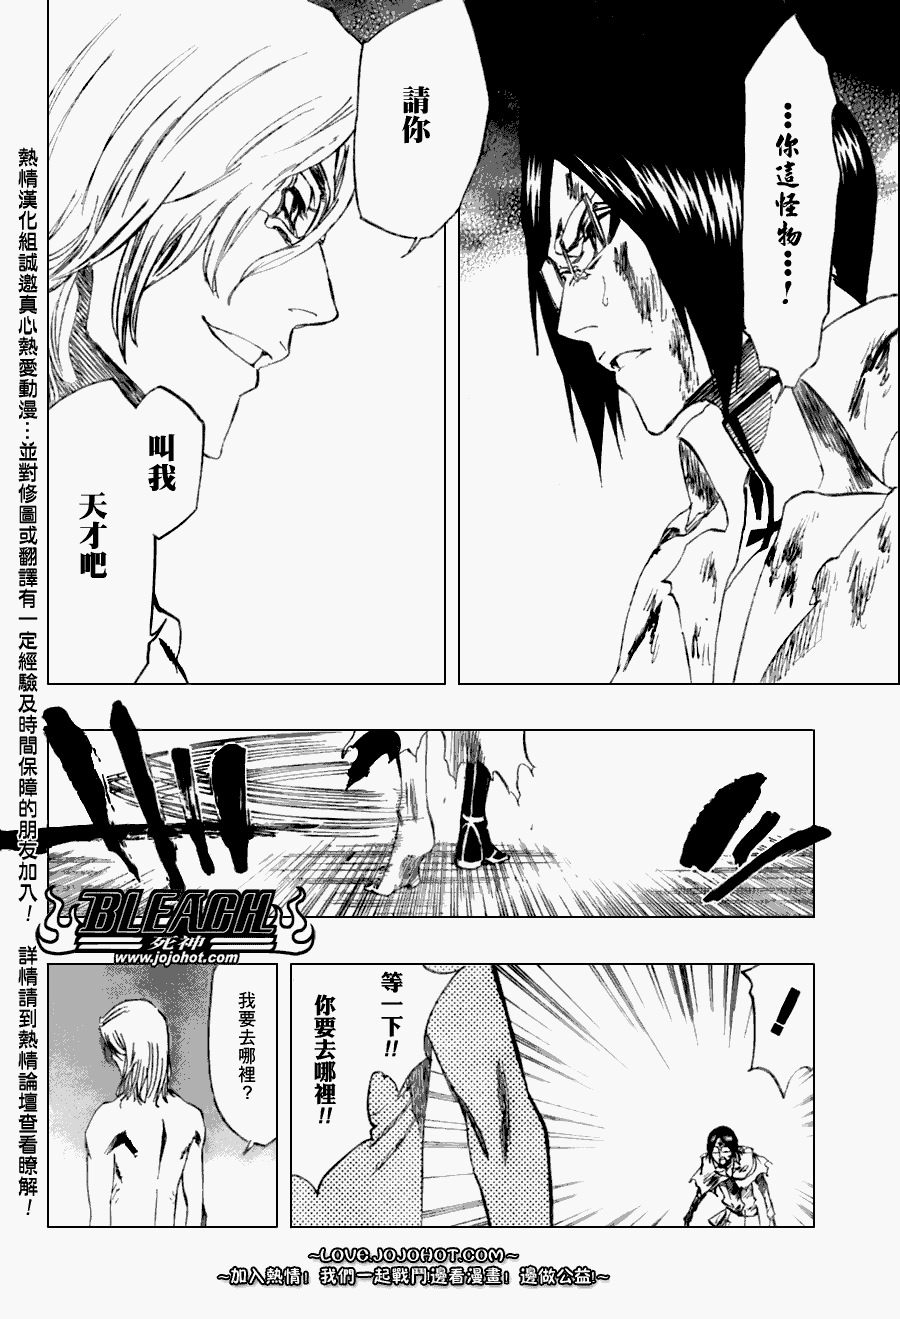 …你這怪物…！
請你
叫我
天才吧
！
等一下!!
你要去哪裡!!
我要去哪裡？
BLEACH
死神
www.jojohot.com
熱情漢化組誠邀真心熱愛動漫…並對修圖或翻譯有一定經驗及時間保障的朋友加入！ 詳情請到熱情論壇查看瞭解！
~LOVE.JOJOHOT.COM~
~加入熱情！ 我們一起戰鬥邊看漫畫！ 邊做公益!~